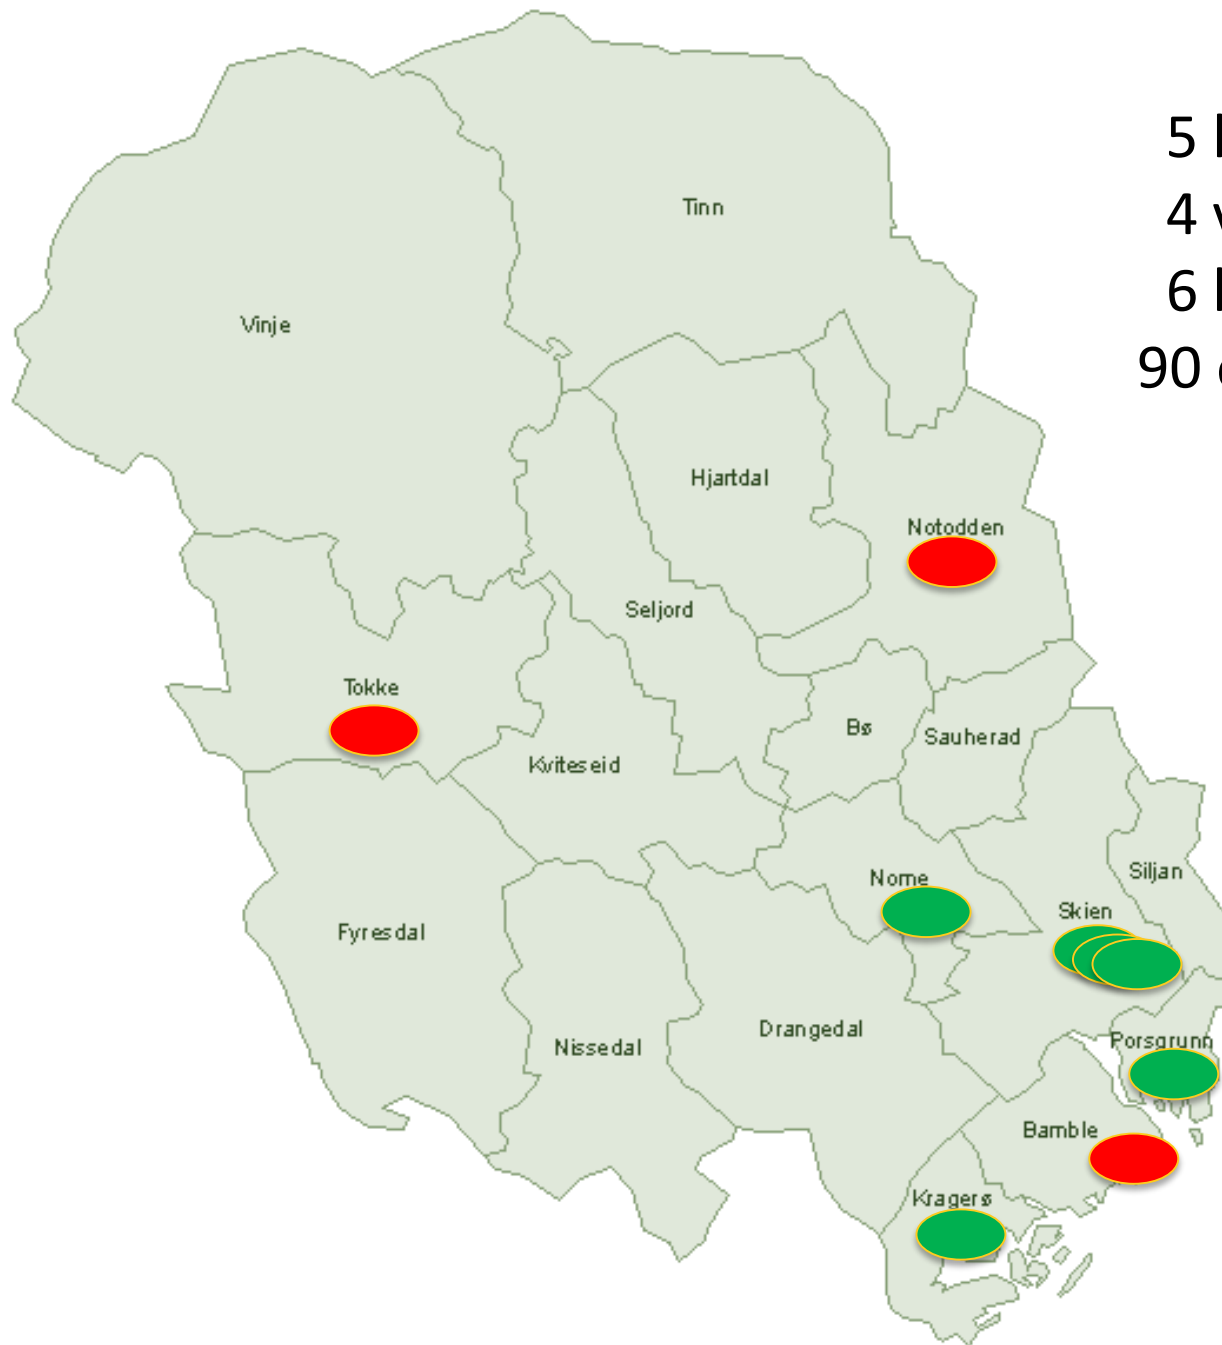 5
4
6
90
Tinn
Vinje
Hjartdal
Notodden
Seljord
Tokke
Bø
Sauherad
Kviteseid
Nome
Siljan
Skien
Fyresdal
Drangedal
Nissedal
Porsgrunn
Bamble
Kragerø